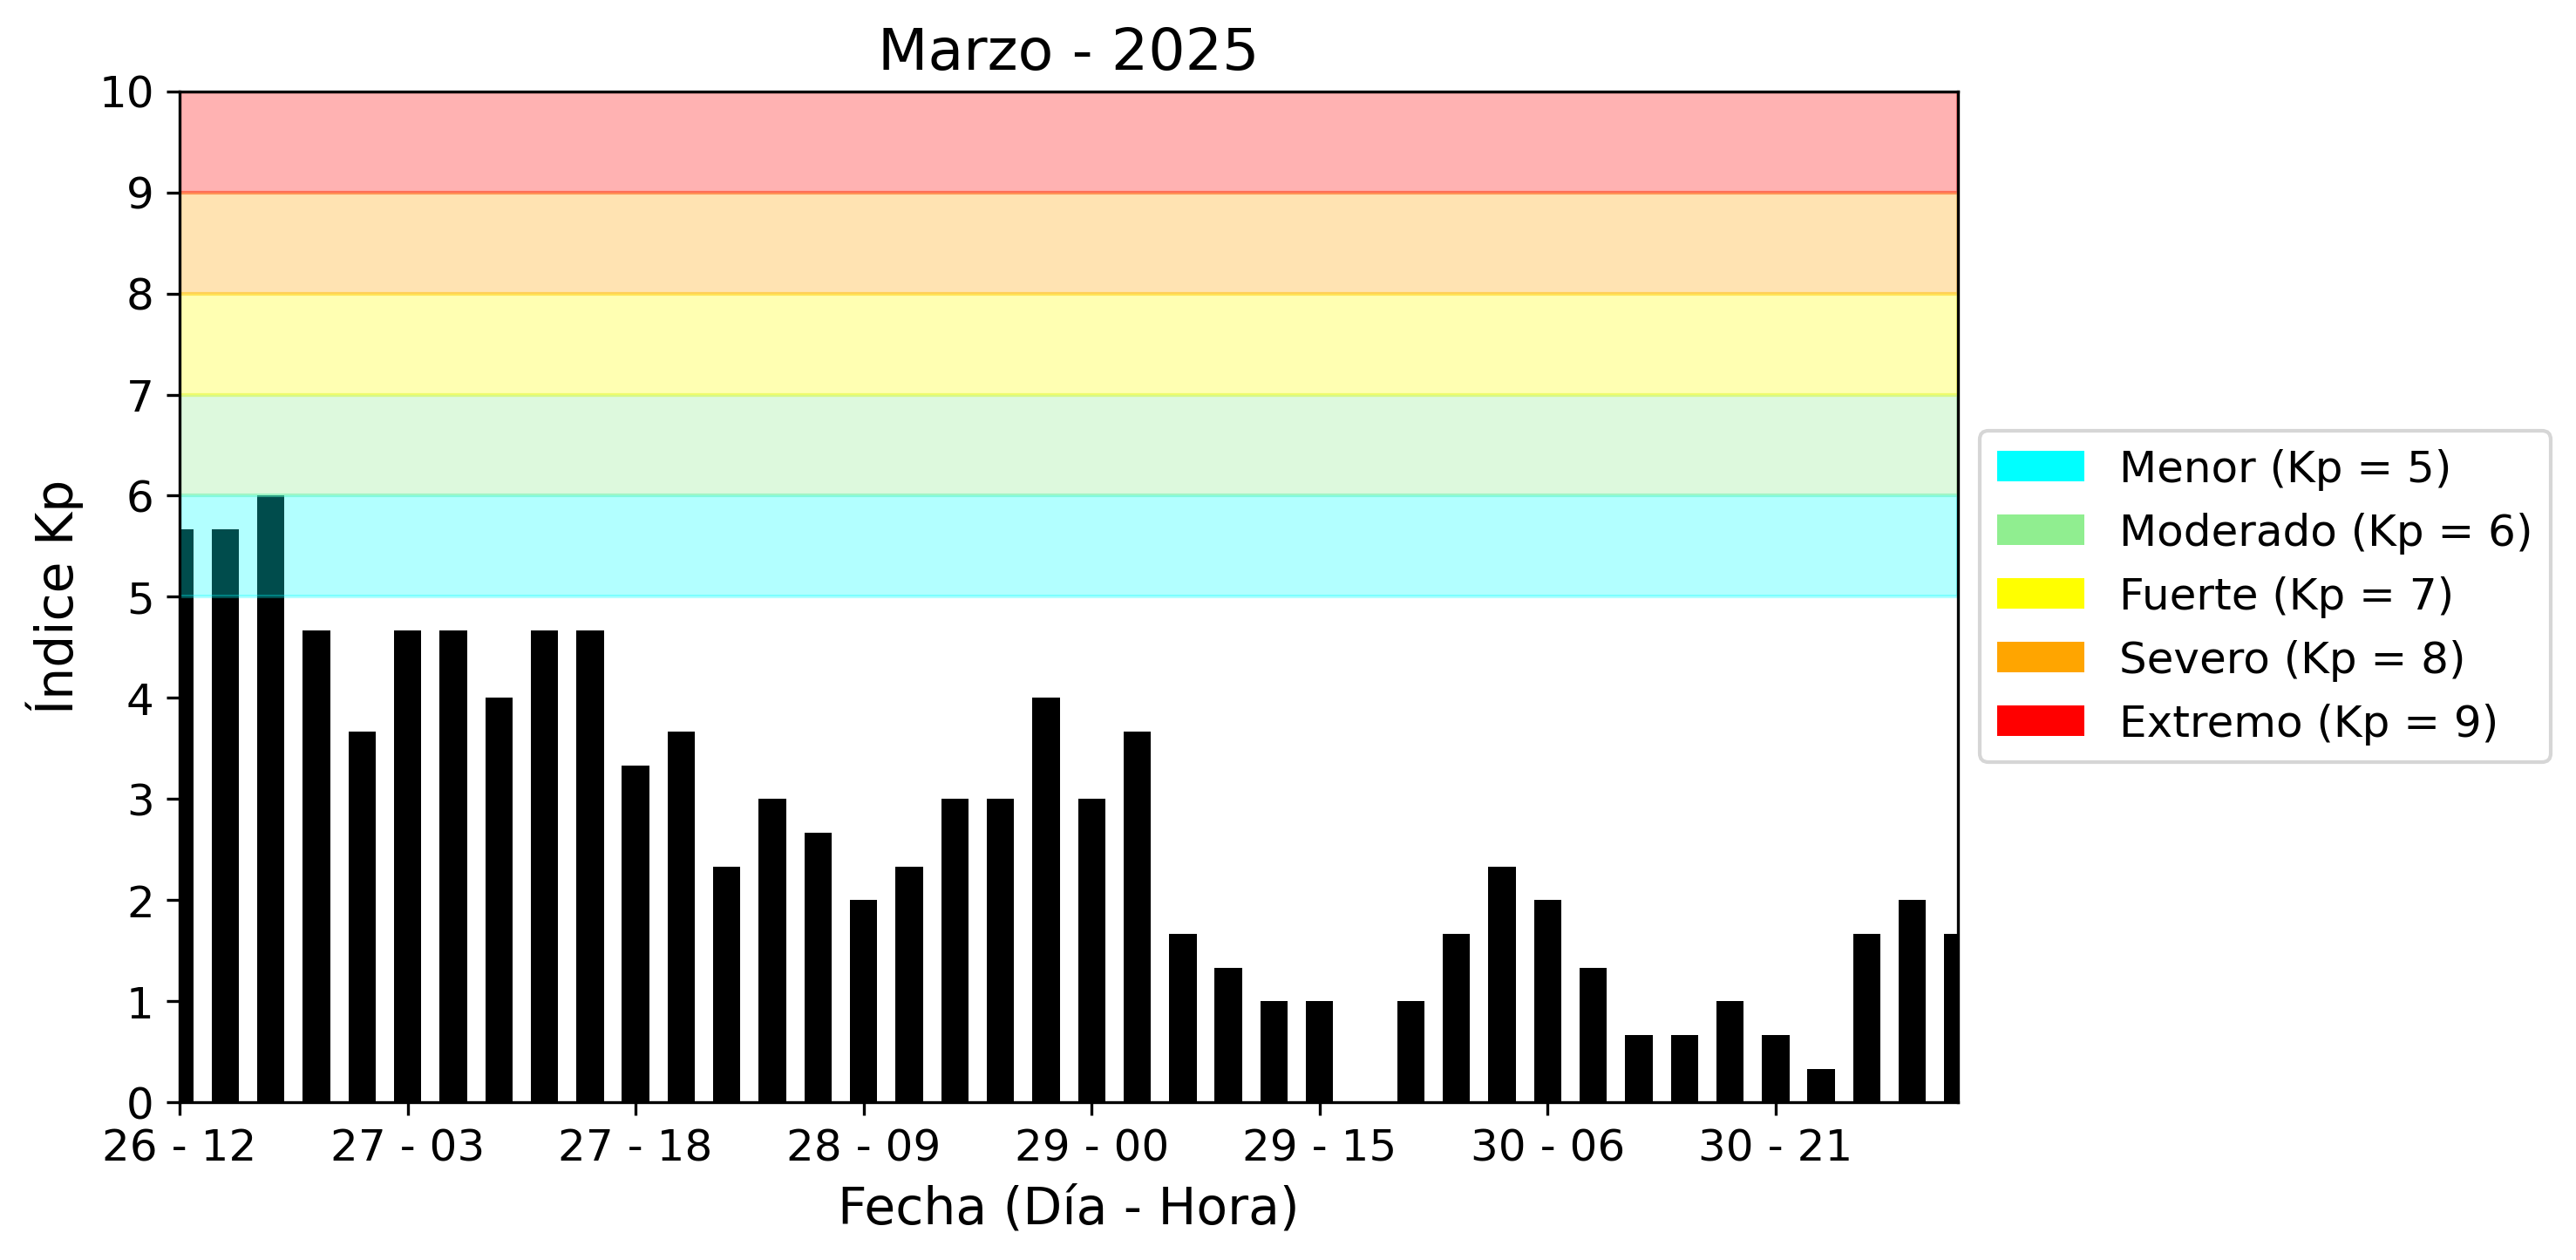 Marzo - 2025
10
9
8
7
6
5
4
3
2
1
0
Índice Kp
26 - 12
27 - 03
27 - 18
28 - 09
29 - 00
29 - 15
30 - 06
30 - 21
Fecha (Día - Hora)
Menor (Kp = 5)
Moderado (Kp = 6)
Fuerte (Kp = 7)
Severo (Kp = 8)
Extremo (Kp = 9)